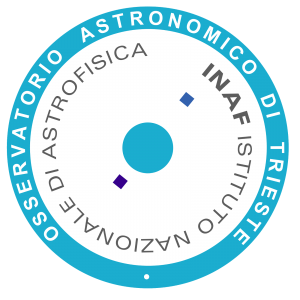 OSSERVATORIO ASTRONOMICO DI TRIESTE
INAF ISTITUTO NAZIONALE DI ASTROFISICA